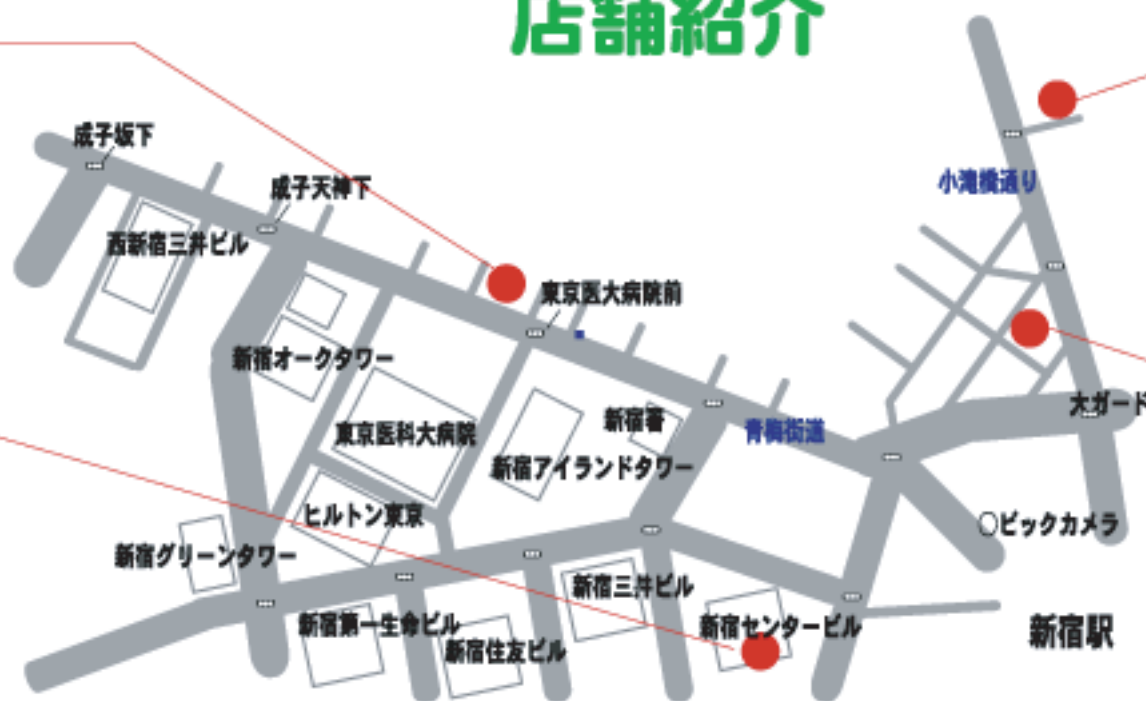 店舗紹介
成子坂下
成子天神下
小滝橋通り
西新宿三井ビル
東京医大病院前
新宿オークタワー
大ガード
新宿署
青梅街道
東京医科大病院
新宿アイランドタワー
ヒルトン東京
○ビックカメラ
新宿グリーンタワー
新宿三井ビル
新宿第一生命ビル
新宿センタービル
新宿駅
新宿住友ビル